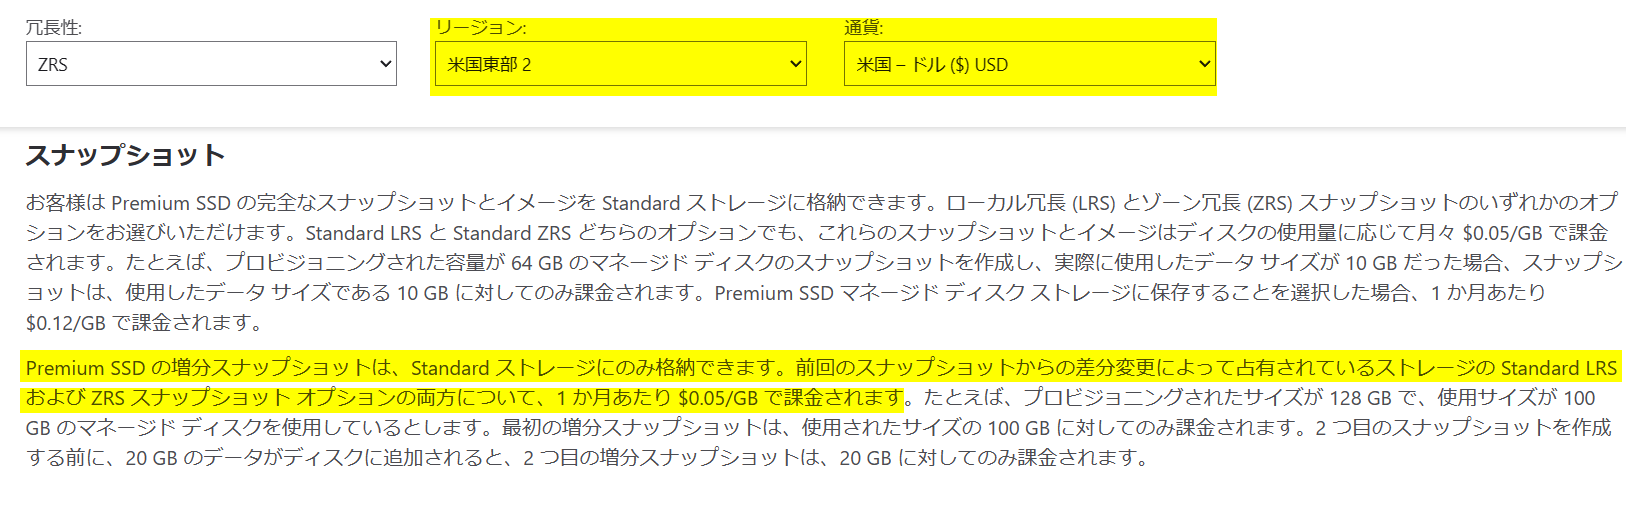 冗長性: リージョン: 通貨:
ZRS 米国東部 2 米国 – ドル ($) USD
スナップショット
お客様は Premium SSD の完全なスナップショットとイメージを Standard ストレージに格納できます。ローカル冗長 (LRS) とゾーン冗長 (ZRS) スナップショットのいずれかのオプ
ションをお選びいただけます。Standard LRS と Standard ZRS どちらのオプションでも、これらのスナップショットとイメージはディスクの使用量に応じて月々 $0.05/GB で課金
されます。たとえば、プロビジョニングされた容量が 64 GB のマネージド ディスクのスナップショットを作成し、実際に使用したデータ サイズが 10 GB だった場合、スナップシ
ョットは、使用したデータ サイズである 10 GB に対してのみ課金されます。Premium SSD マネージド ディスク ストレージに保存することを選択した場合、1 か月あたり
$0.12/GB で課金されます。
Premium SSD の増分スナップショットは、Standard ストレージにのみ格納できます。前回のスナップショットからの差分変更によって占有されているストレージの Standard LRS
および ZRS スナップショット オプションの両方について、1 か月あたり $0.05/GB で課金されます。たとえば、プロビジョニングされたサイズが 128 GB で、使用サイズが 100
GB のマネージド ディスクを使用しているとします。最初の増分スナップショットは、使用されたサイズの 100 GB に対してのみ課金されます。2 つ目のスナップショットを作成
する前に、20 GB のデータがディスクに追加されると、2 つ目の増分スナップショットは、20 GB に対してのみ課金されます。